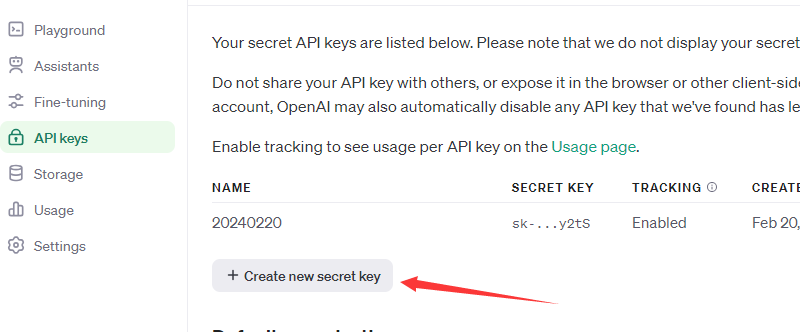 Playground
Assistants
Fine-tuning
API keys
Storage
Usage
Settings
Your secret API keys are listed below. Please note that we do not display your secret
Do not share your API key with others, or expose it in the browser or other client-side
account, OpenAI may also automatically disable any API key that we've found has le
Enable tracking to see usage per API key on the Usage page.
NAME SECRET KEY TRACKING CREATE
20240220 sk-...y2tS Enabled Feb 20,
+ Create new secret key